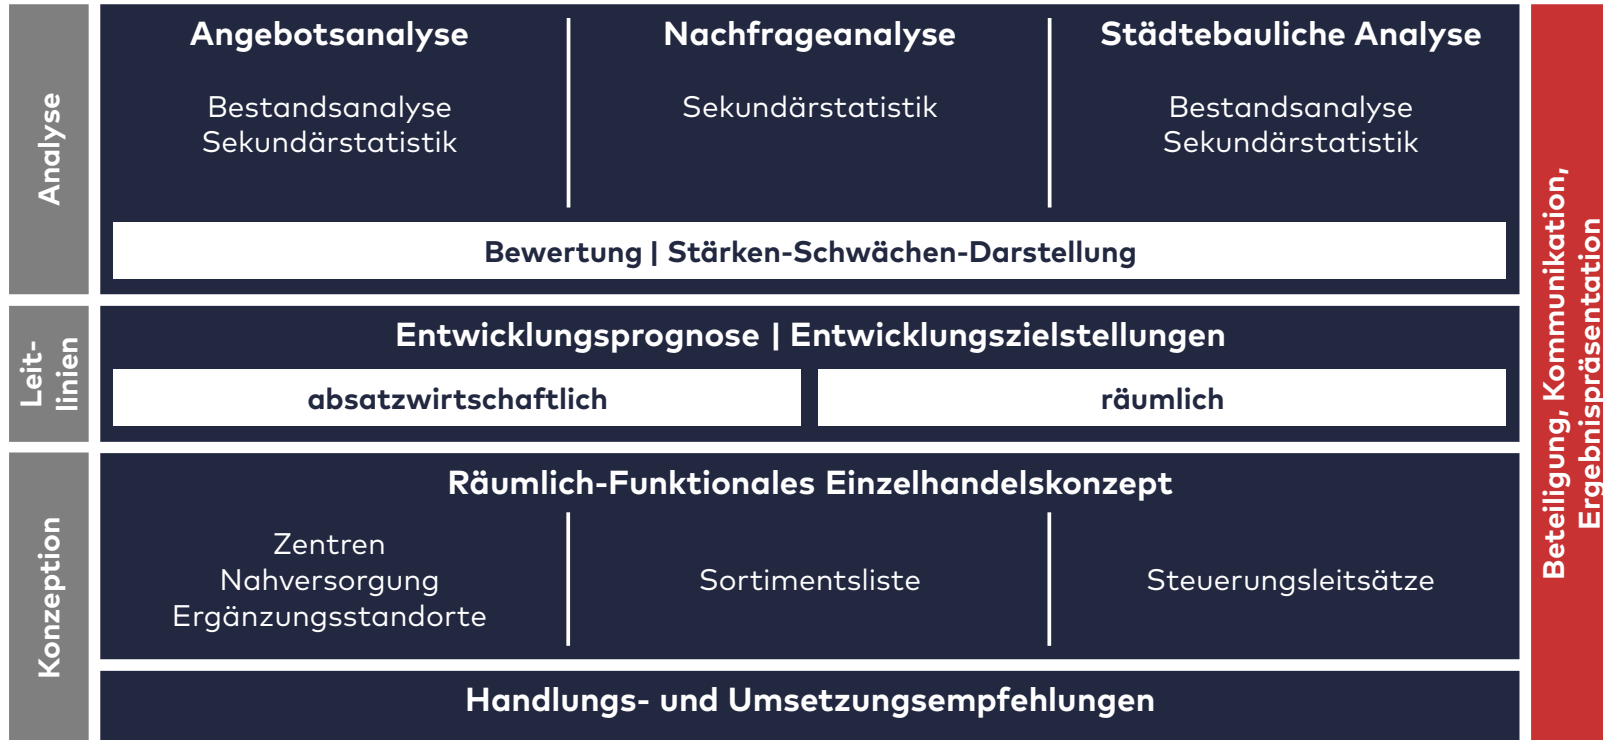 Analyse
Angebotsanalyse
Bestandsanalyse
Sekundärstatistik
Nachfrageanalyse
Sekundärstatistik
Städtebauliche Analyse
Bestandsanalyse
Sekundärstatistik
Bewertung | Stärken-Schwächen-Darstellung
Leit-
linien
Entwicklungsprognose | Entwicklungszielstellungen
absatzwirtschaftlich
räumlich
Konzeption
Räumlich-Funktionales Einzelhandelskonzept
Zentren
Nahversorgung
Ergänzungsstandorte
Sortimentsliste
Steuerungsleitsätze
Handlungs- und Umsetzungsempfehlungen
Beteiligung, Kommunikation,
Ergebnispräsentation